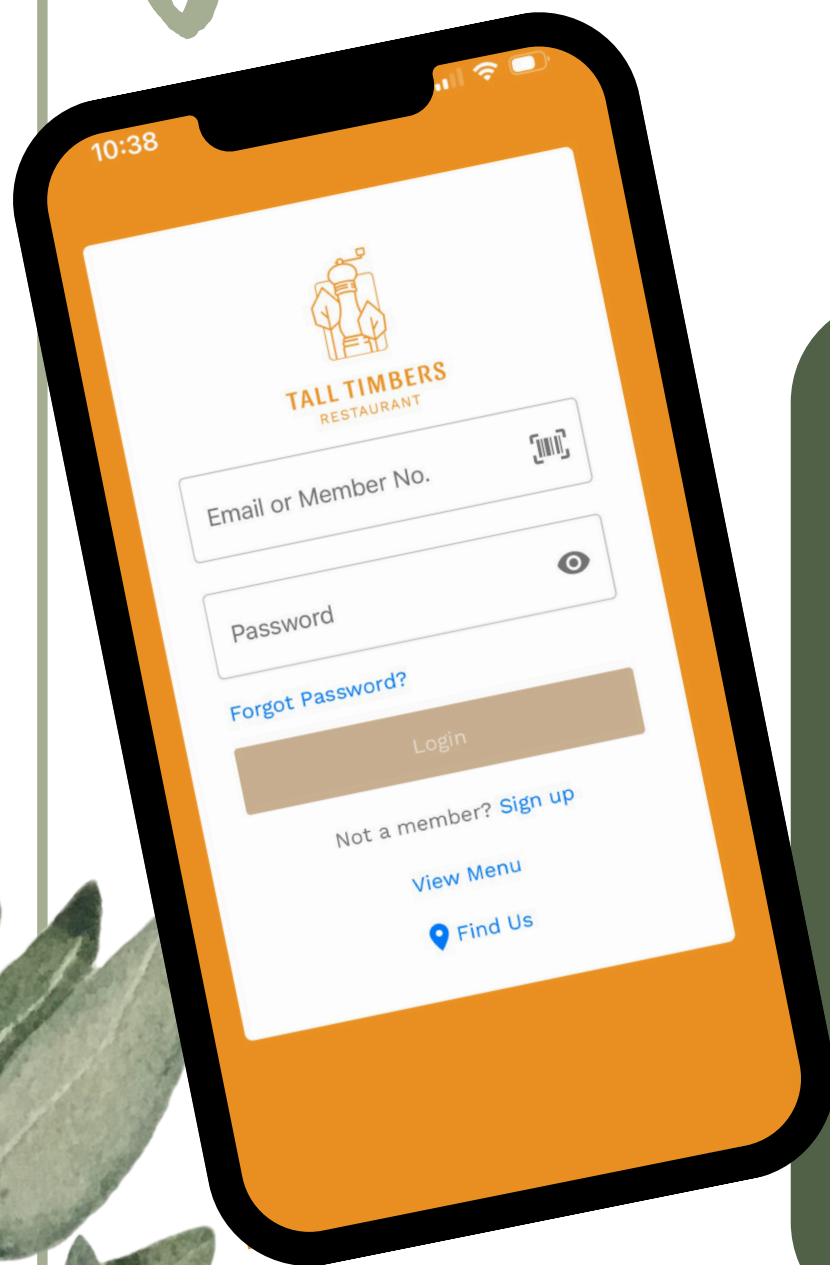 10:38
TALL TIMBERS
RESTAURANT
Email or Member No.
Password
Forgot Password?
Login
Not a member? Sign up
View Menu
Find Us